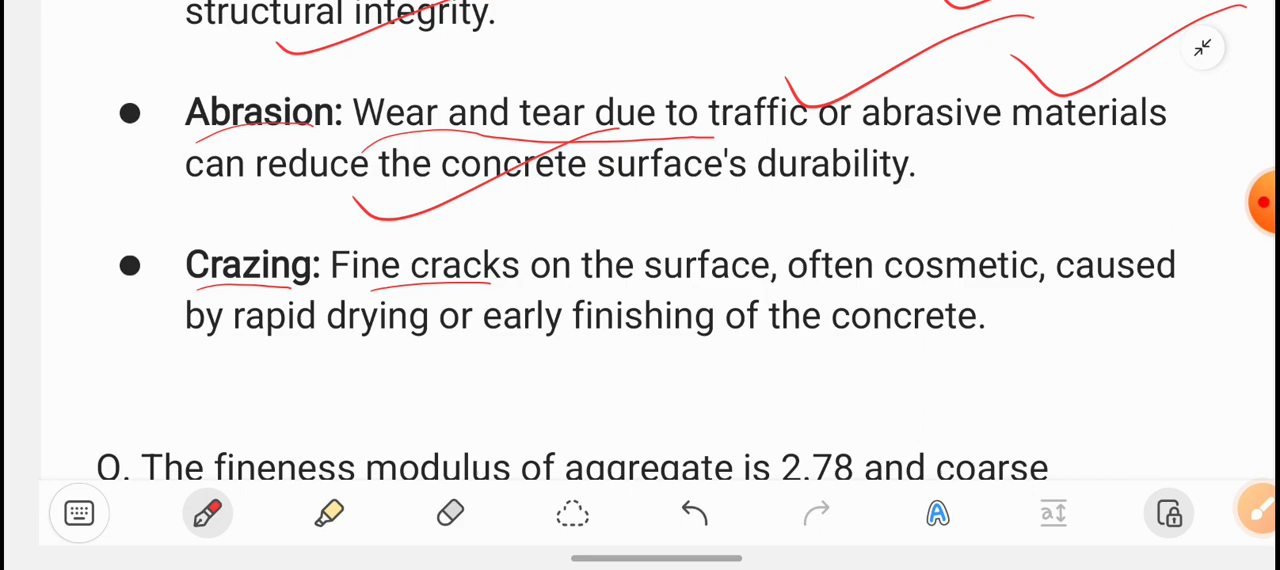 structural integrity.
● Abrasion: Wear and tear due to traffic or abrasive materials
can reduce the concrete surface's durability.
● Crazing: Fine cracks on the surface, often cosmetic, caused
by rapid drying or early finishing of the concrete.
Q. The fineness modulus of aggregate is 2.78 and coarse